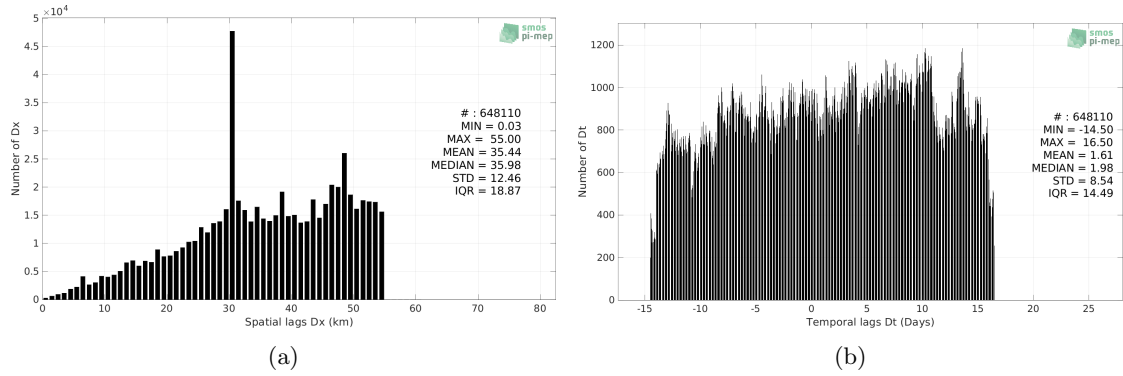 ×10⁴
5
4.5
4
3.5
3
2.5
2
1.5
1
0.5
0
Number of Dx
smos
pi-mep
# : 648110
MIN = 0.03
MAX = 55.00
MEAN = 35.44
MEDIAN = 35.98
STD = 12.46
IQR = 18.87
0 10 20 30 40 50 60 70 80
Spatial lags Dx (km)
(a)
1200
1000
800
600
400
200
0
Number of Dt
smos
pi-mep
# : 648110
MIN = -14.50
MAX = 16.50
MEAN = 1.61
MEDIAN = 1.98
STD = 8.54
IQR = 14.49
-15 -10 -5 0 5 10 15 20 25
Temporal lags Dt (Days)
(b)